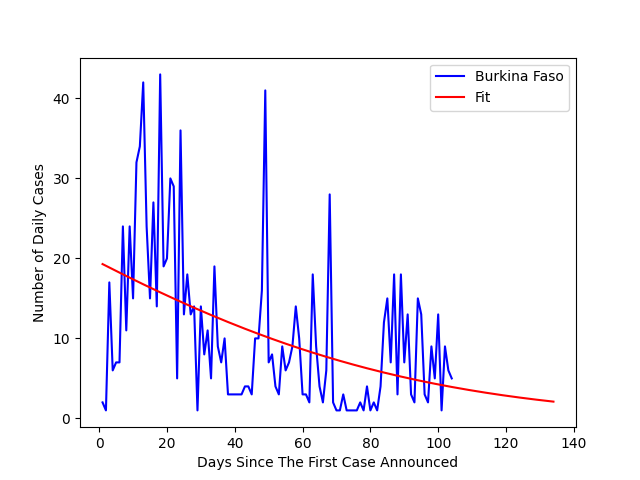 Burkina Faso
Fit
Number of Daily Cases
40
30
20
10
0
0 20 40 60 80 100 120 140
Days Since The First Case Announced